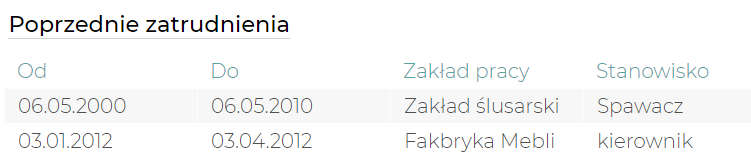 Poprzednie zatrudnienia
Od Do Zakład pracy Stanowisko
06.05.2000 06.05.2010 Zakład ślusarski Spawacz
03.01.2012 03.04.2012 Fakbryka Mebli kierownik